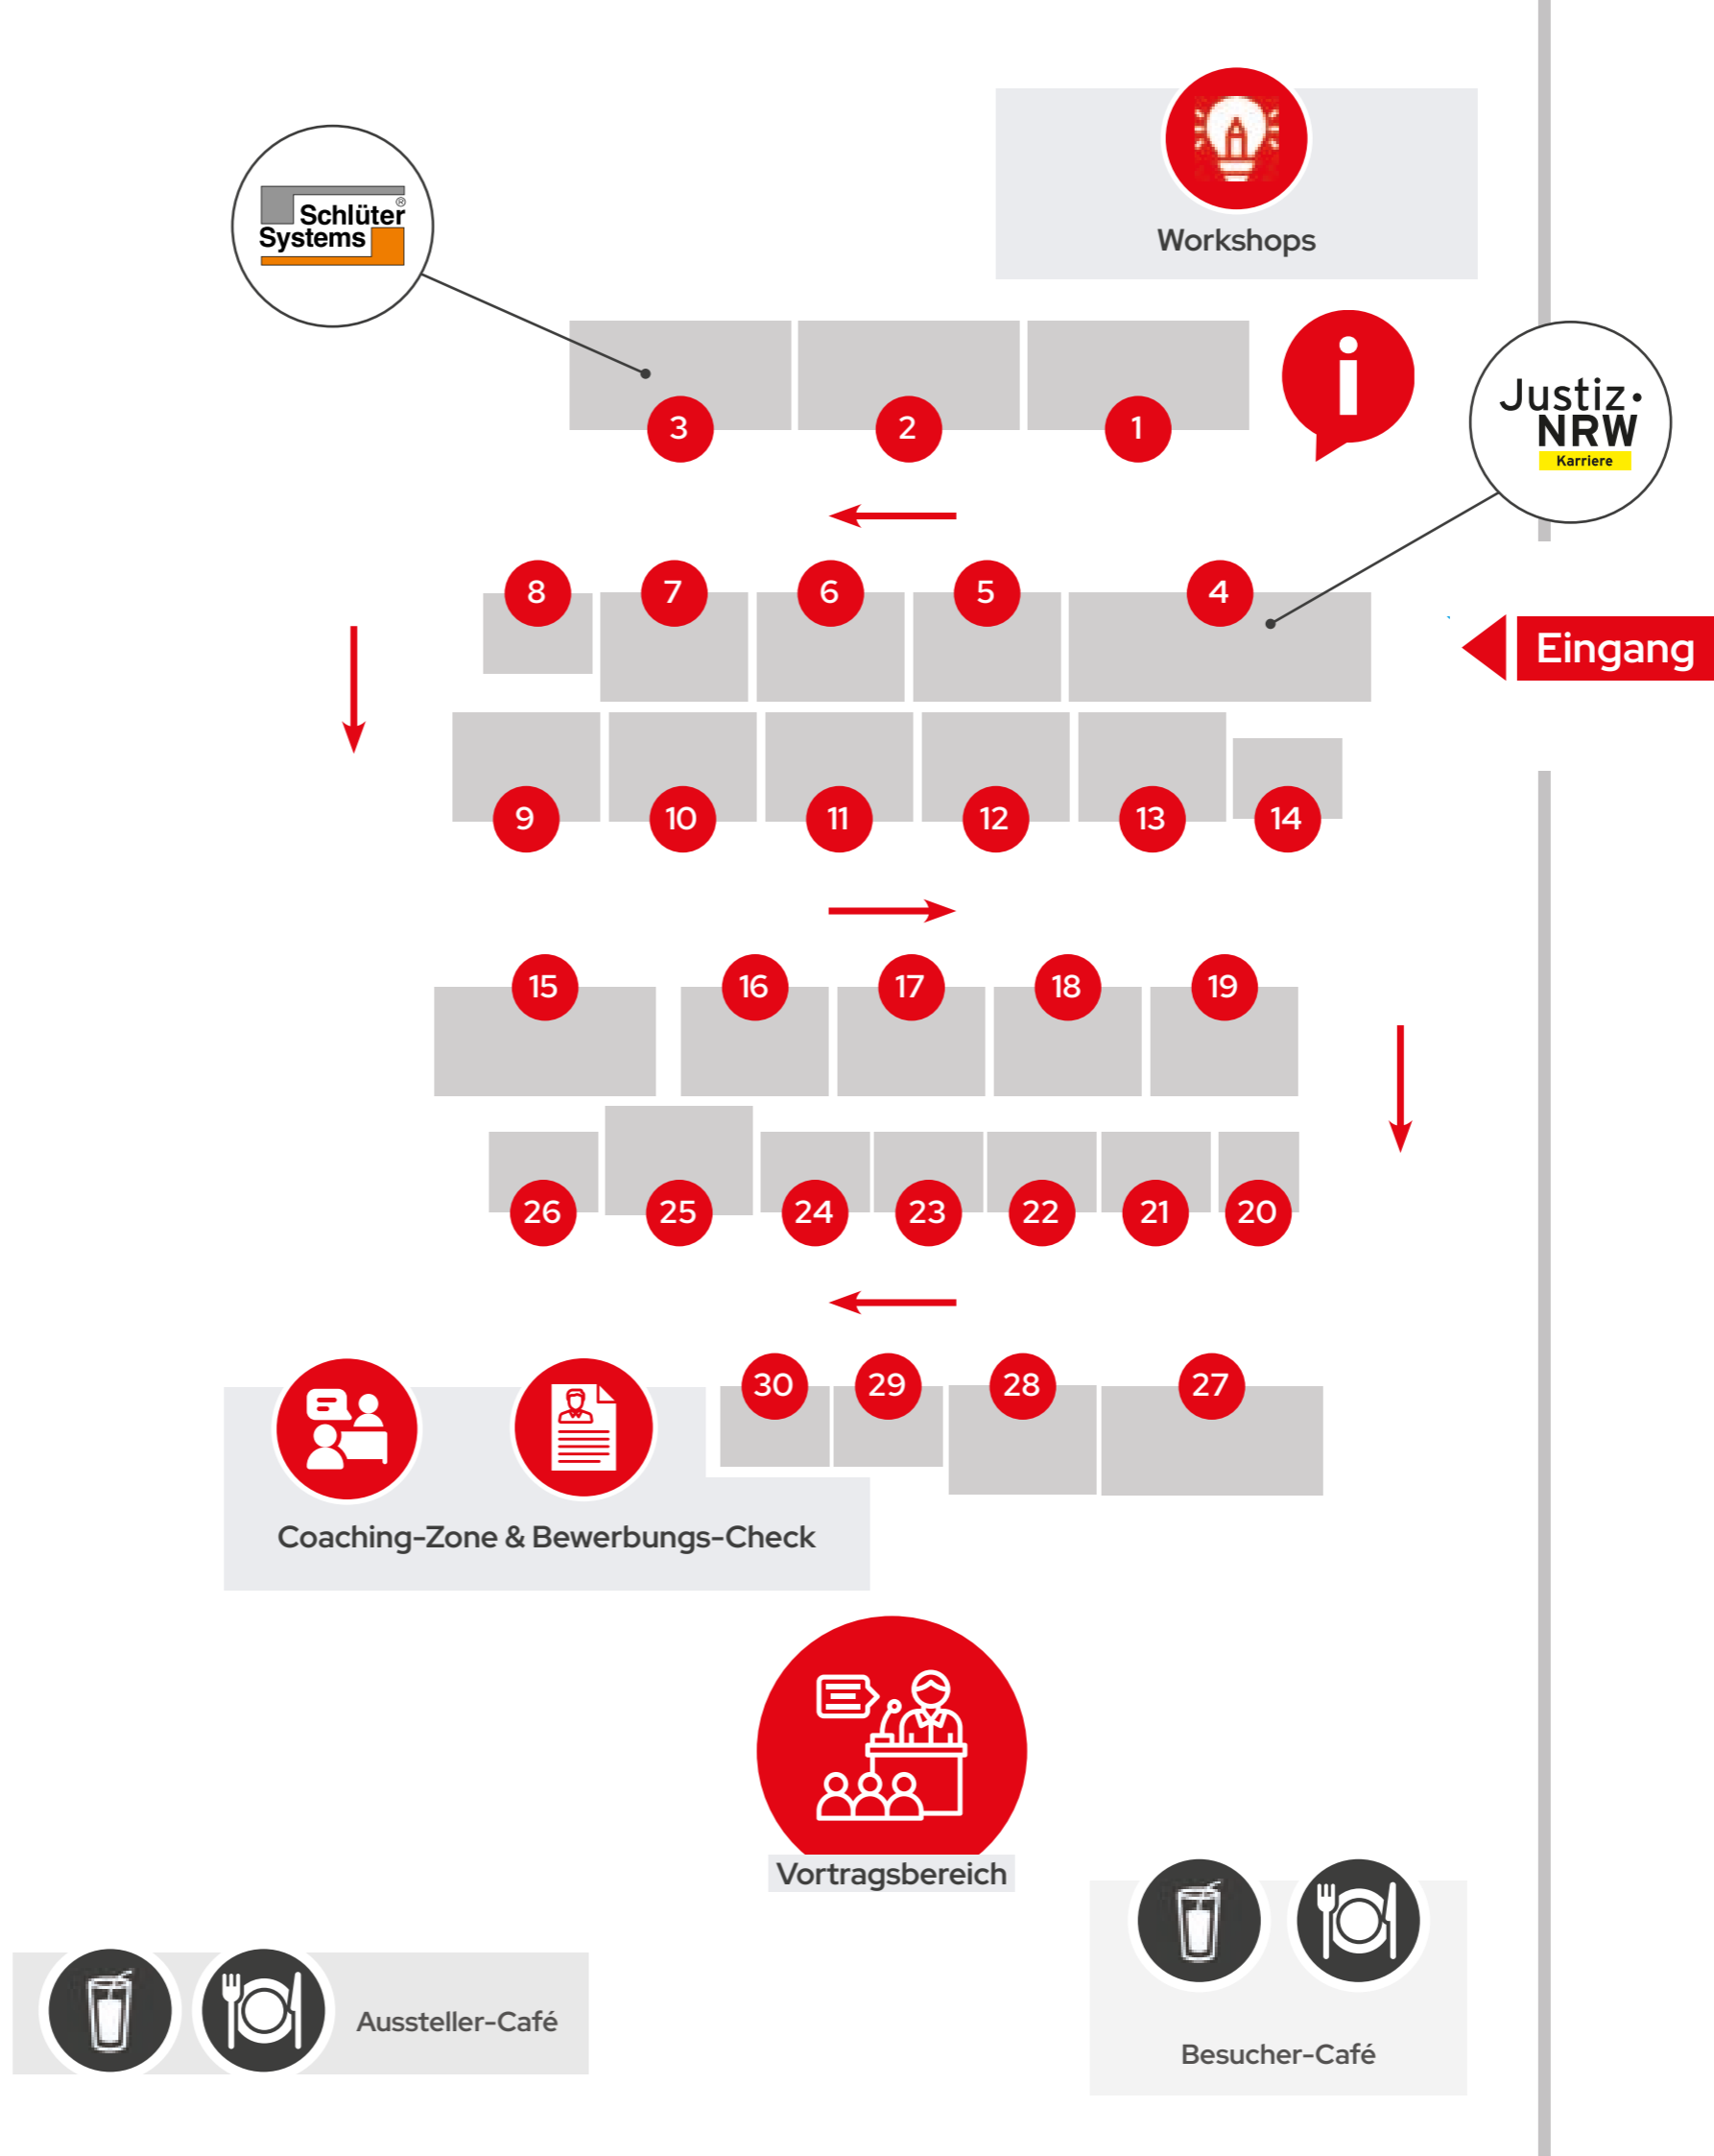 Workshops
Schlüter®
Systems
3
2
1
i
Justiz•
NRW
Karriere
8
7
6
5
4
Eingang
9
10
11
12
13
14
15
16
17
18
19
26
25
24
23
22
21
20
30
29
28
27
Coaching-Zone & Bewerbungs-Check
Vortragsbereich
Aussteller-Café
Besucher-Café